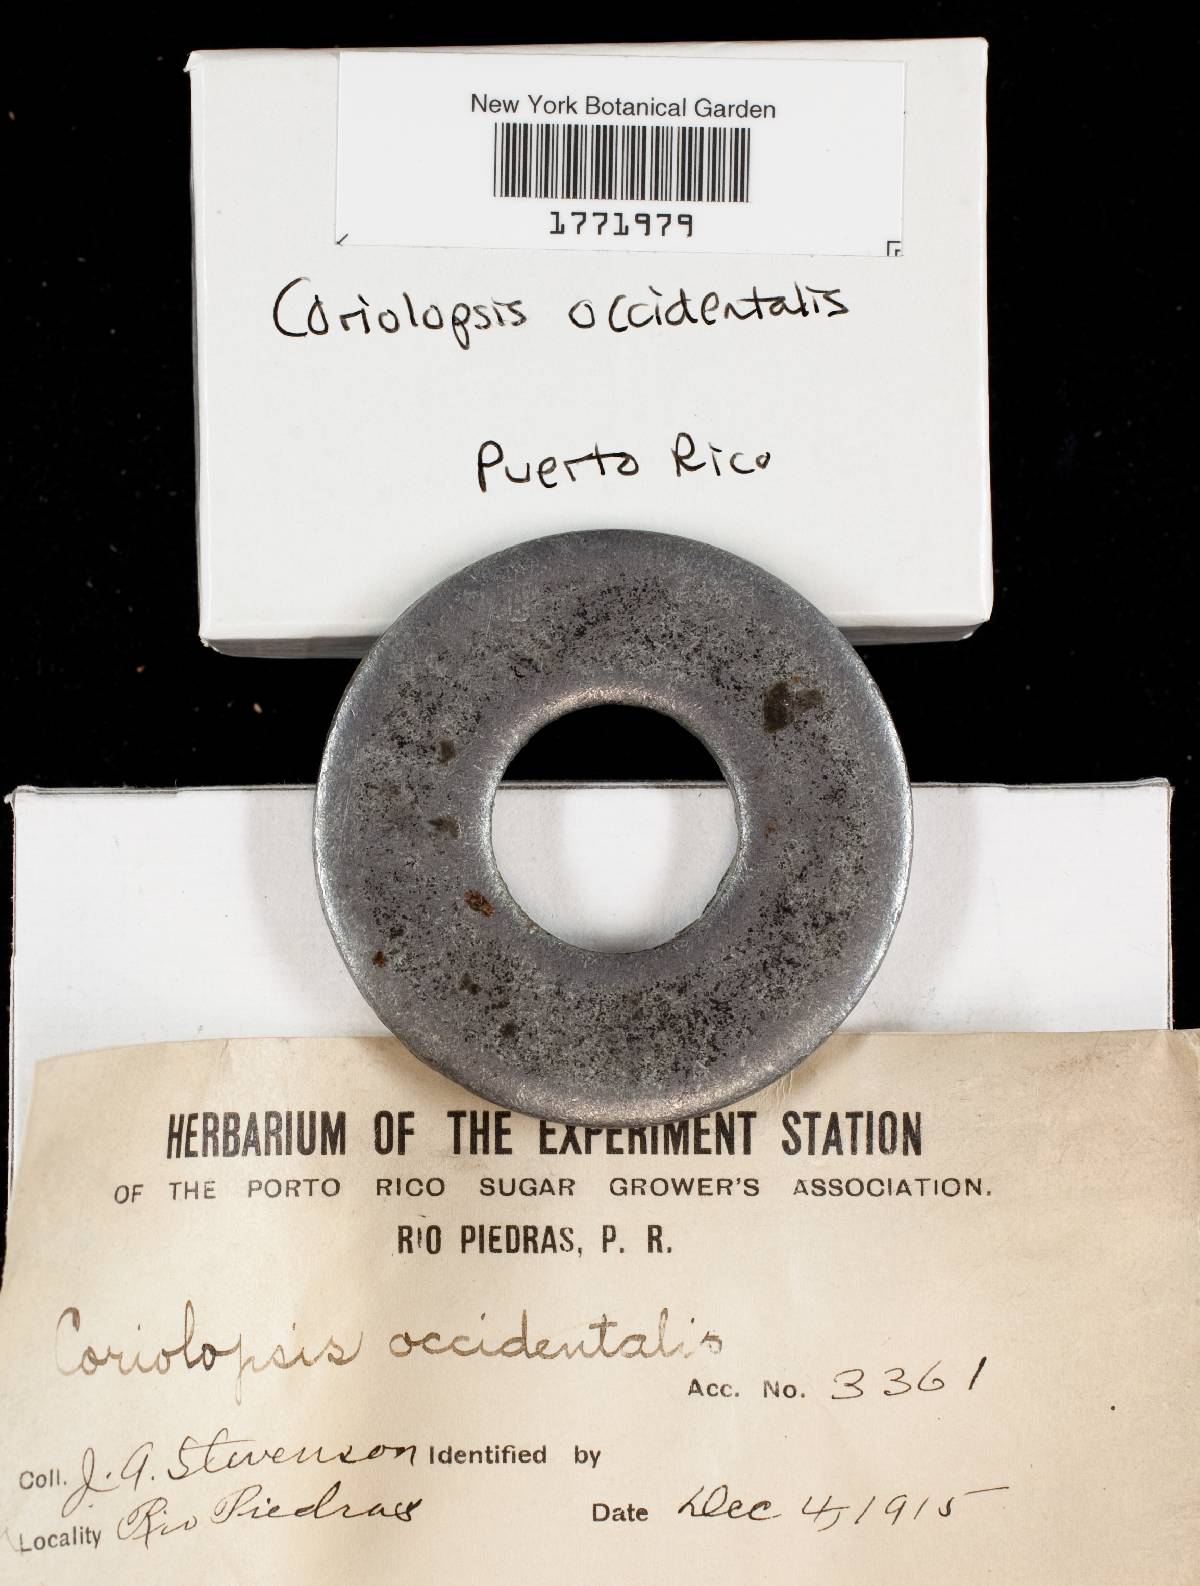 New York Botanical Garden
1771979
Coriolopsis occidentalis
Puerto Rico
HERBARIUM OF THE EXPERIMENT STATION
OF THE PORTO RICO SUGAR GROWER'S ASSOCIATION.
RIO PIEDRAS, P. R.
Coriolopsis occidentalis
Acc. No. 3361
Coll. J. A. Stevenson Identified by
Locality Rio Piedras Date Dec 4, 1915